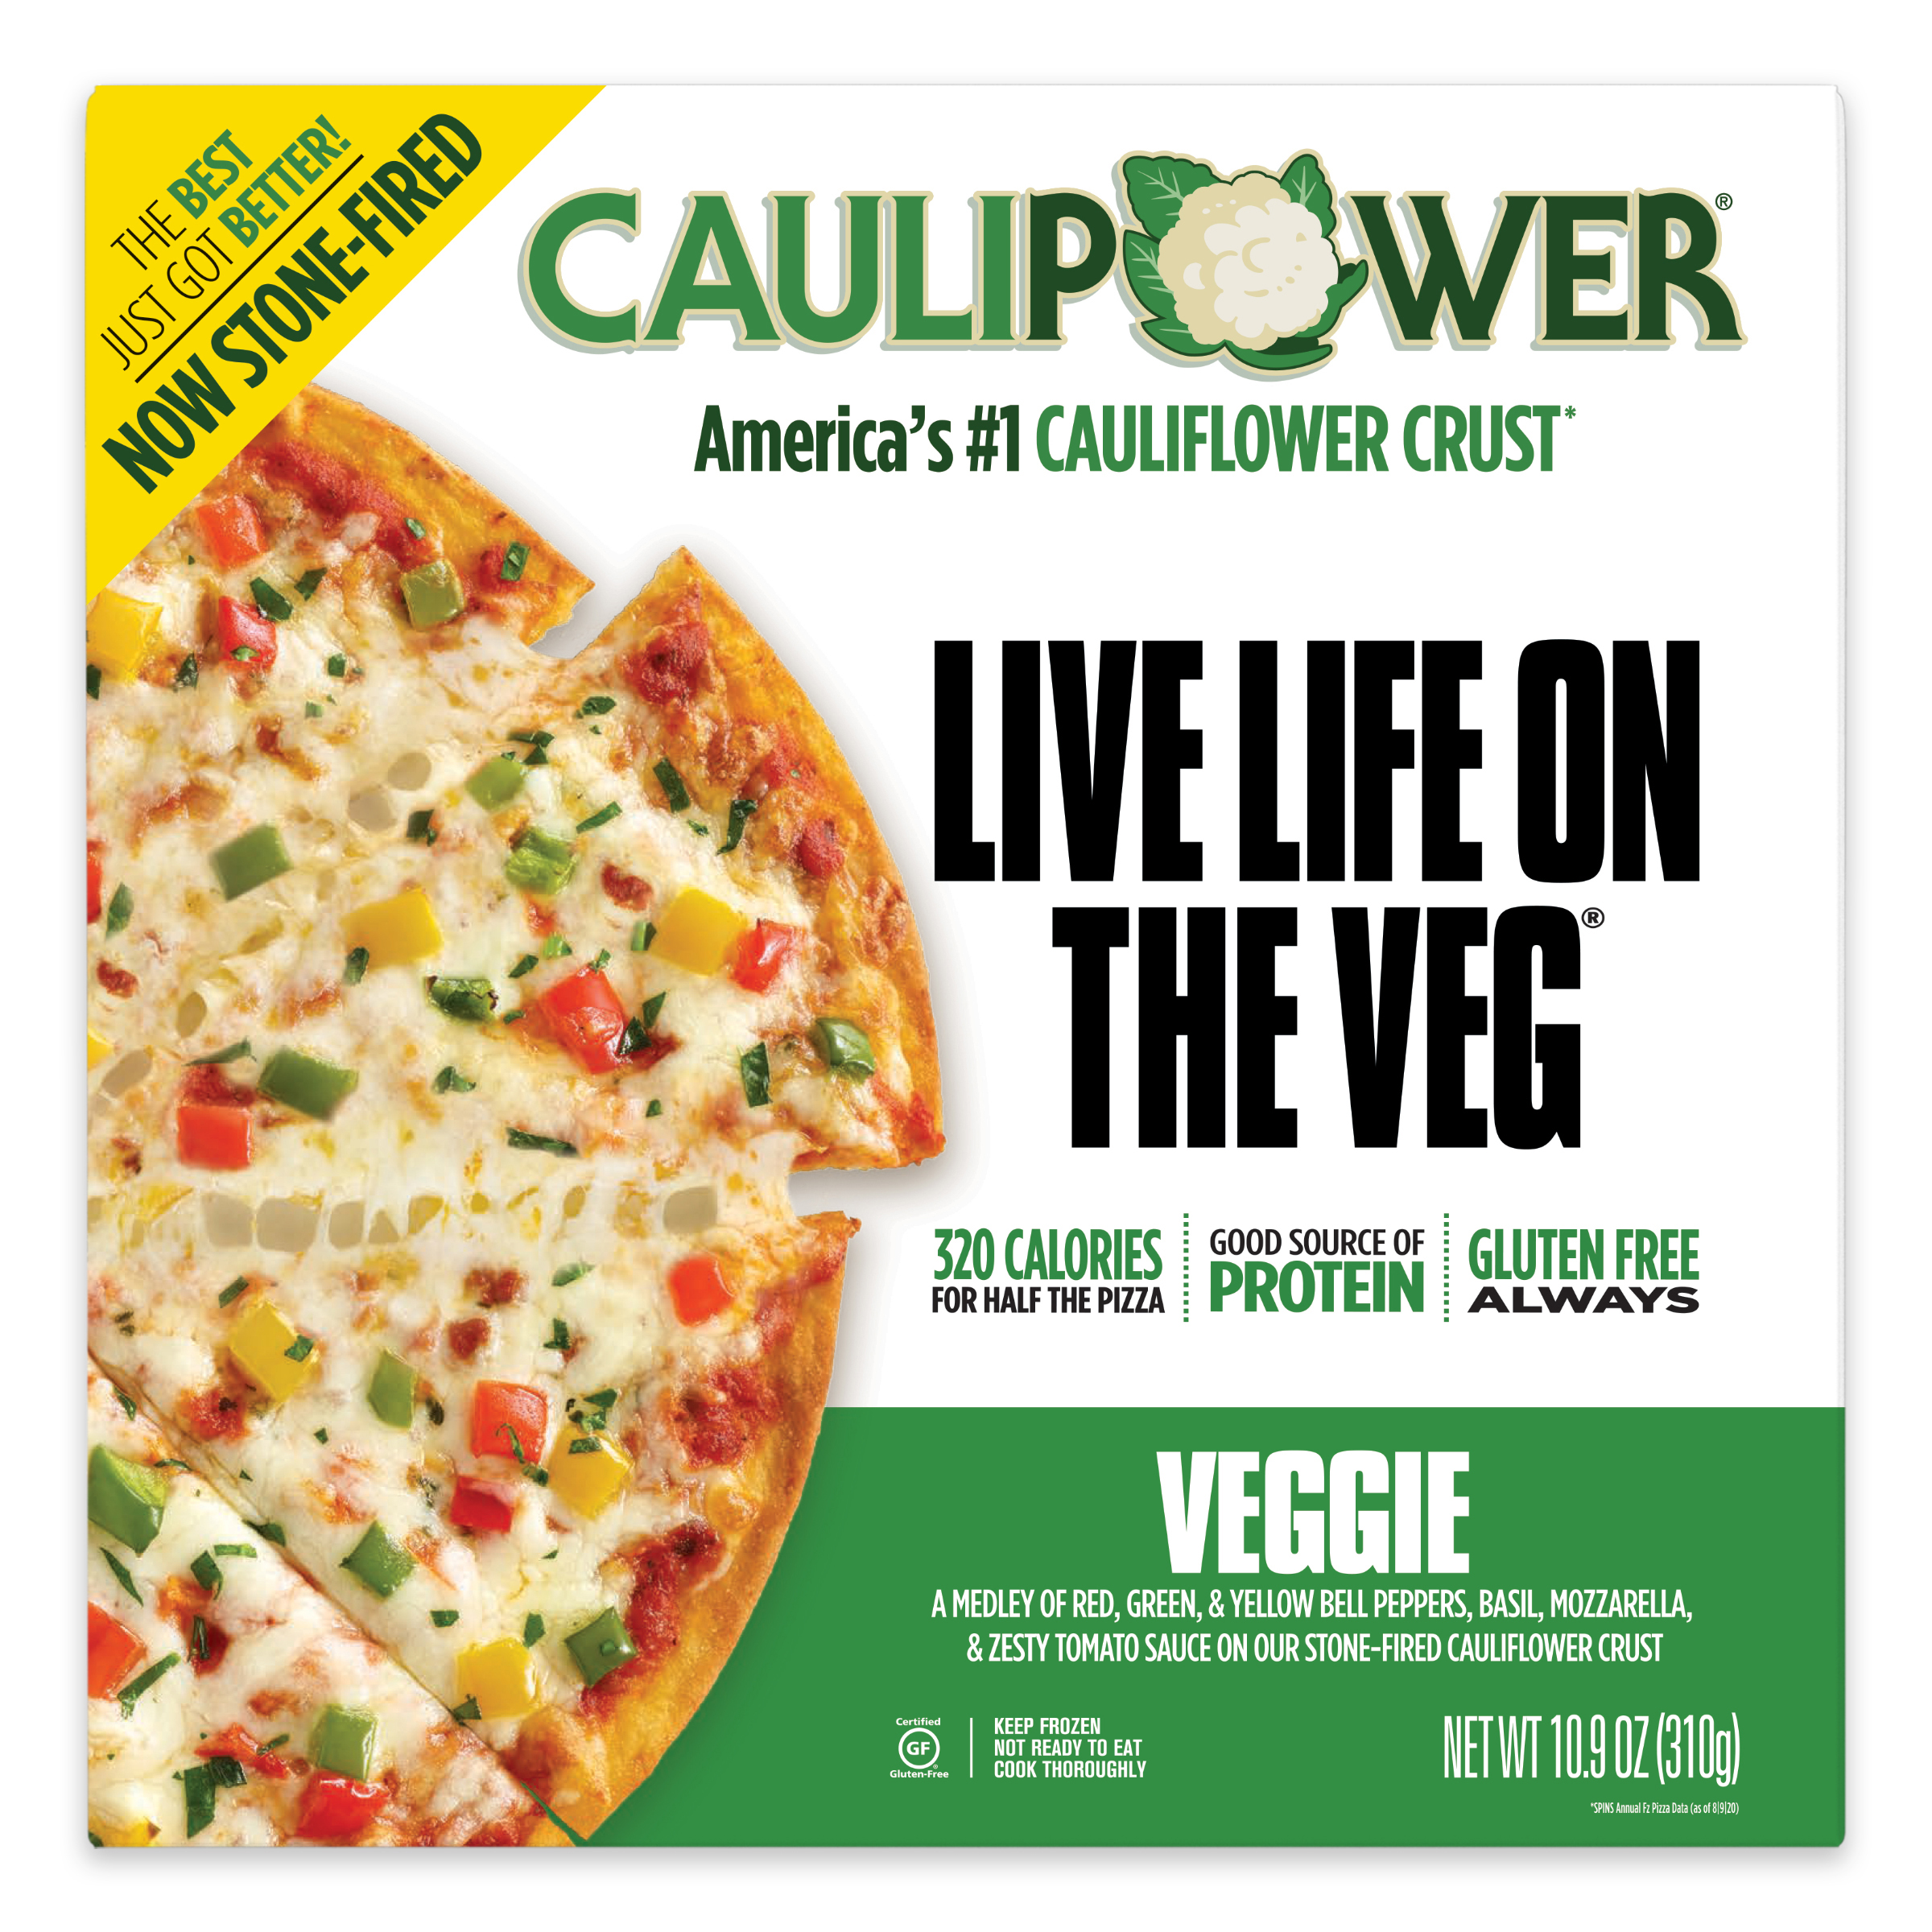 THE BEST
JUST GOT BETTER!
NOW STONE-FIRED
CAULIPOWER®
America's #1 CAULIFLOWER CRUST*
LIVE LIFE ON
THE VEG®
320 CALORIES
FOR HALF THE PIZZA
GOOD SOURCE OF
PROTEIN
GLUTEN FREE
ALWAYS
VEGGIE
A MEDLEY OF RED, GREEN, & YELLOW BELL PEPPERS, BASIL, MOZZARELLA,
& ZESTY TOMATO SAUCE ON OUR STONE-FIRED CAULIFLOWER CRUST
Certified
GF®
Gluten-Free
KEEP FROZEN
NOT READY TO EAT
COOK THOROUGHLY
NET WT 10.9 OZ (310g)
*SPINS Annual Fz Pizza Data (as of 8|9|20)